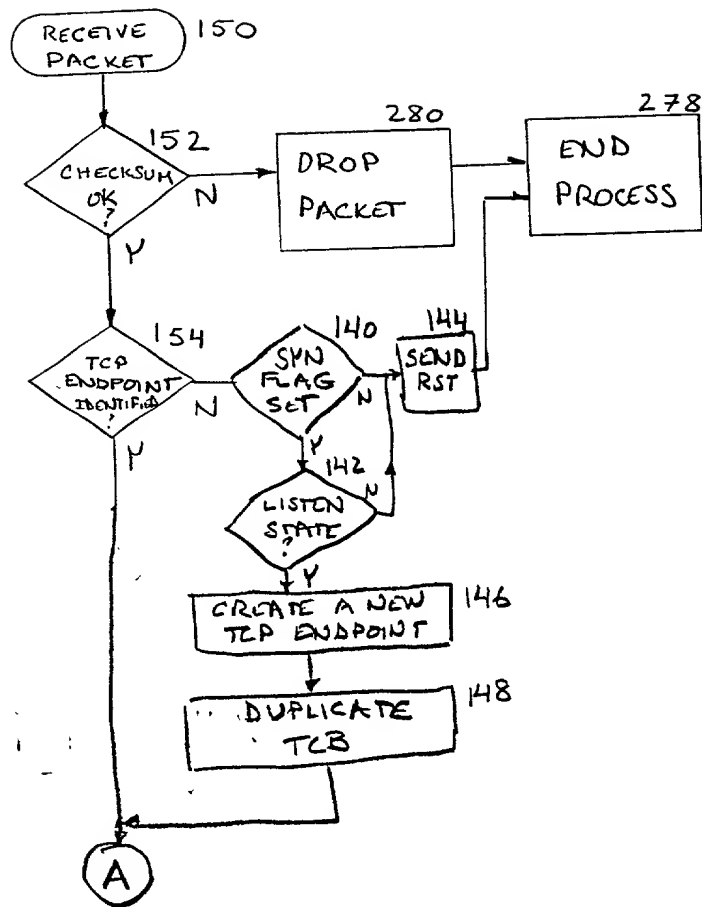 RECEIVE
PACKET
150
CHECKSUM
OK
?
152
N
Y
DROP
PACKET
280
END
PROCESS
278
TCP
ENDPOINT
IDENTIFIED
?
154
N
Y
SYN
FLAG
SET
140
N
Y
SEND
RST
144
LISTEN
STATE
?
142
N
Y
CREATE A NEW
TCP ENDPOINT
146
DUPLICATE
TCB
148
A